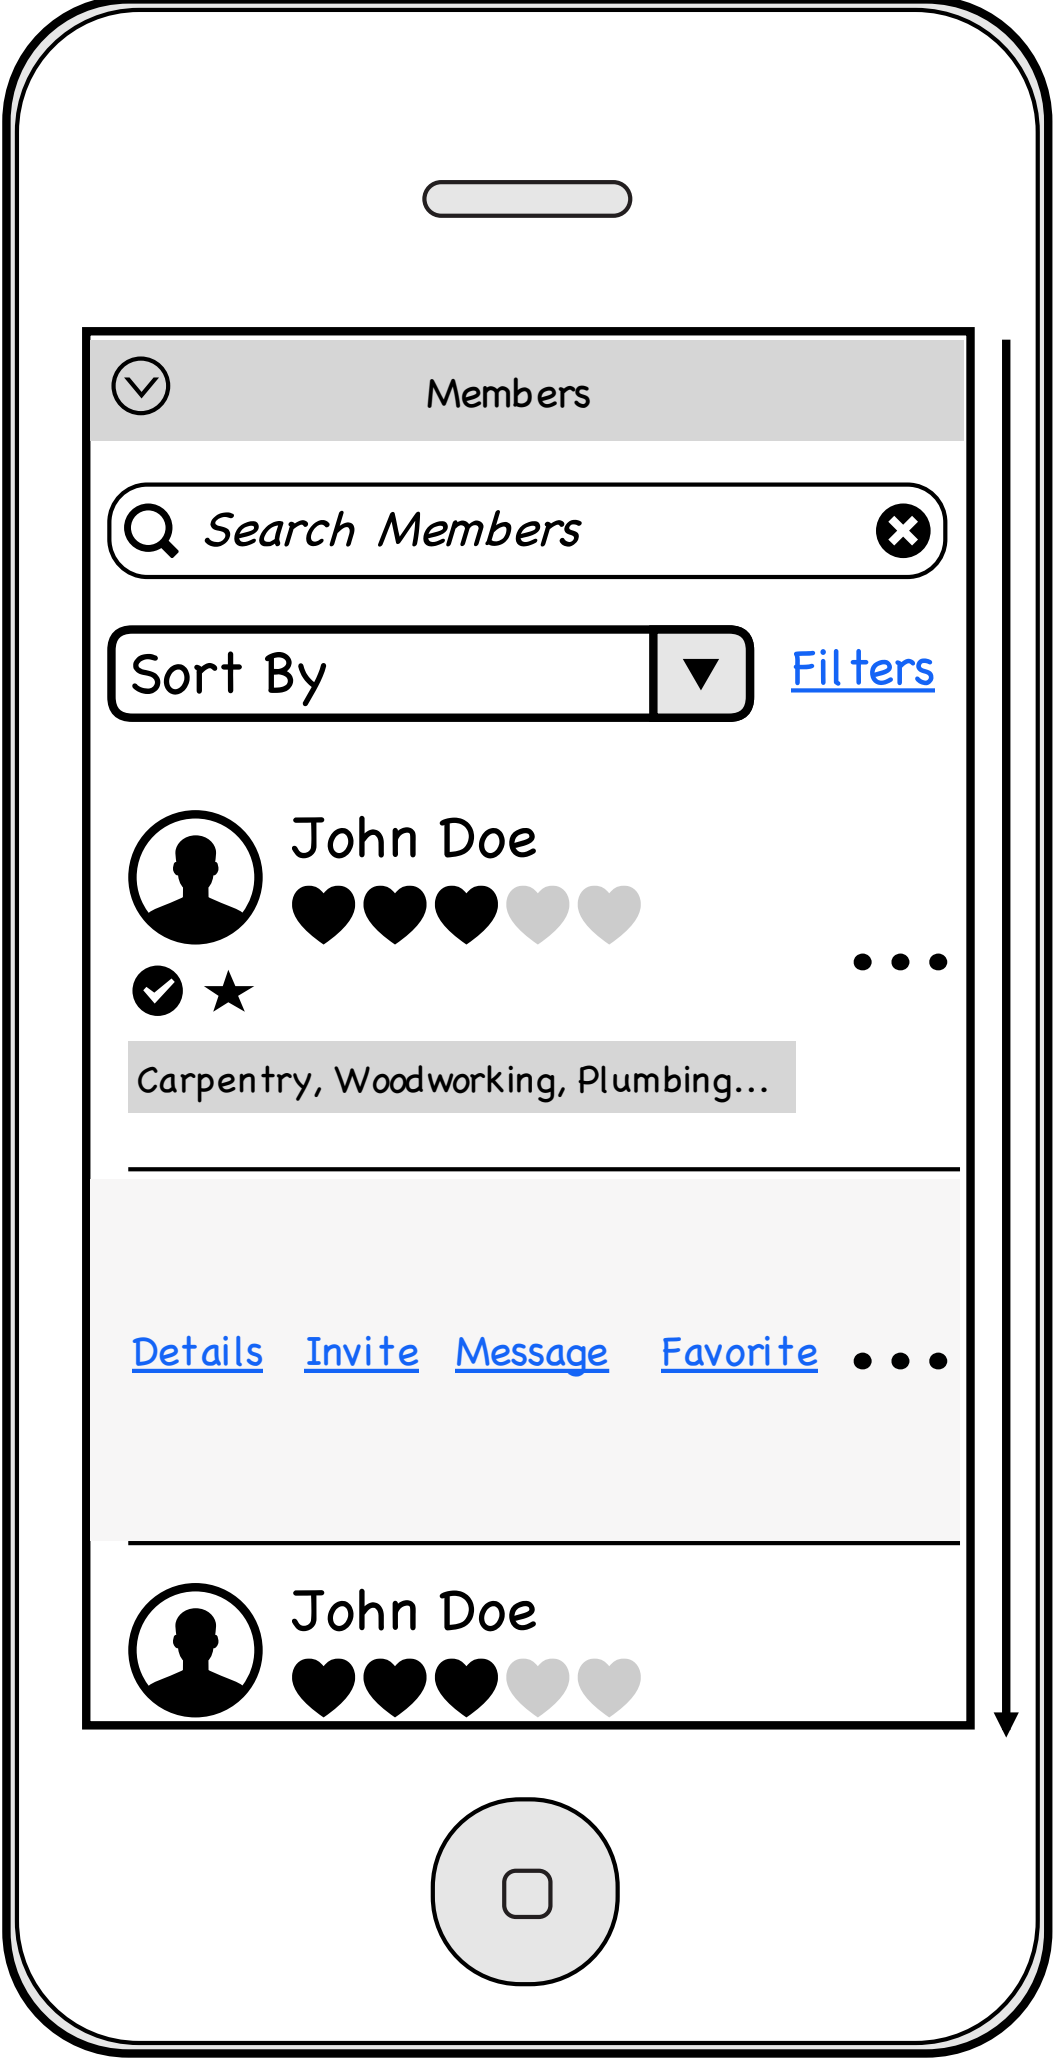 Members
Search Members
Sort By
Filters
John Doe
Carpentry, Woodworking, Plumbing...
Details Invite Message Favorite
John Doe